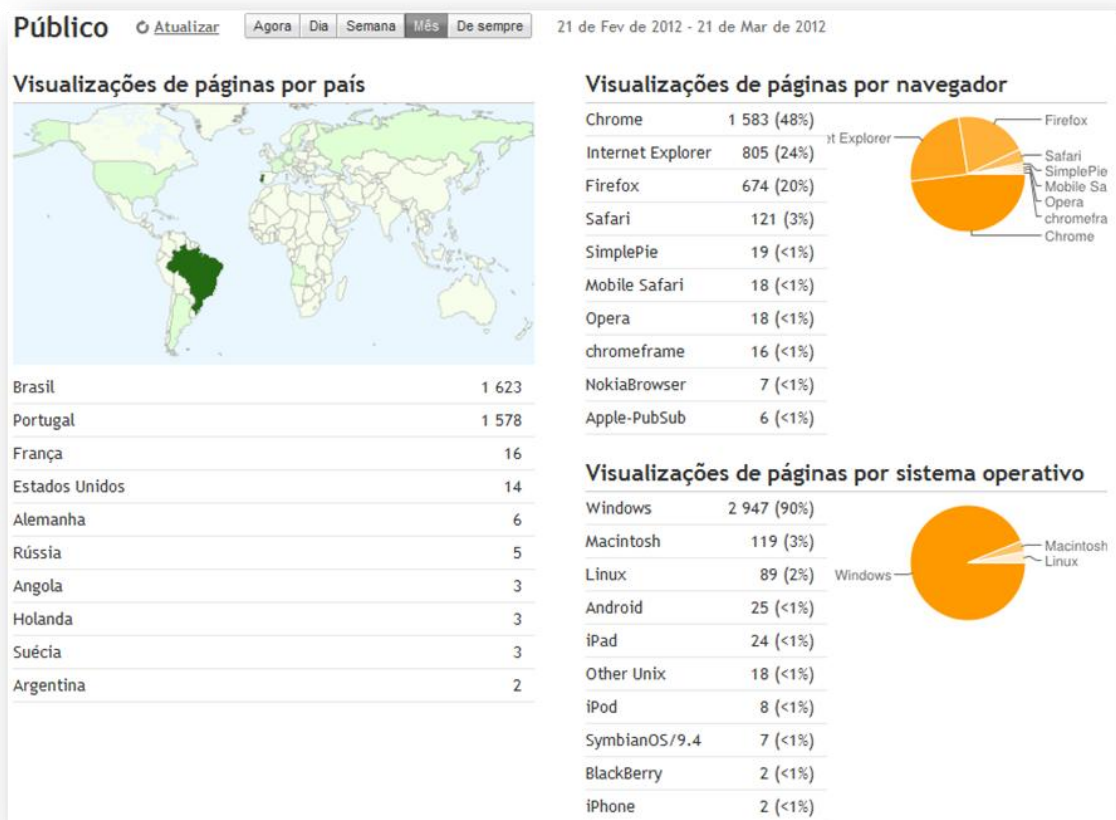 Público Atualizar Agora Dia Semana Mês De sempre 21 de Fev de 2012 - 21 de Mar de 2012
Visualizações de páginas por país
Brasil 1 623
Portugal 1 578
França 16
Estados Unidos 14
Alemanha 6
Rússia 5
Angola 3
Holanda 3
Suécia 3
Argentina 2
Visualizações de páginas por navegador
Chrome 1 583 (48%)
Internet Explorer 805 (24%)
Firefox 674 (20%)
Safari 121 (3%)
SimplePie 19 (<1%)
Mobile Safari 18 (<1%)
Opera 18 (<1%)
chromeframe 16 (<1%)
NokiaBrowser 7 (<1%)
Apple-PubSub 6 (<1%)
et Explorer
Firefox
Safari
SimplePie
Mobile Sa
Opera
chromefra
Chrome
Visualizações de páginas por sistema operativo
Windows 2 947 (90%)
Macintosh 119 (3%)
Linux 89 (2%)
Android 25 (<1%)
iPad 24 (<1%)
Other Unix 18 (<1%)
iPod 8 (<1%)
SymbianOS/9.4 7 (<1%)
BlackBerry 2 (<1%)
iPhone 2 (<1%)
Windows
Macintosh
Linux